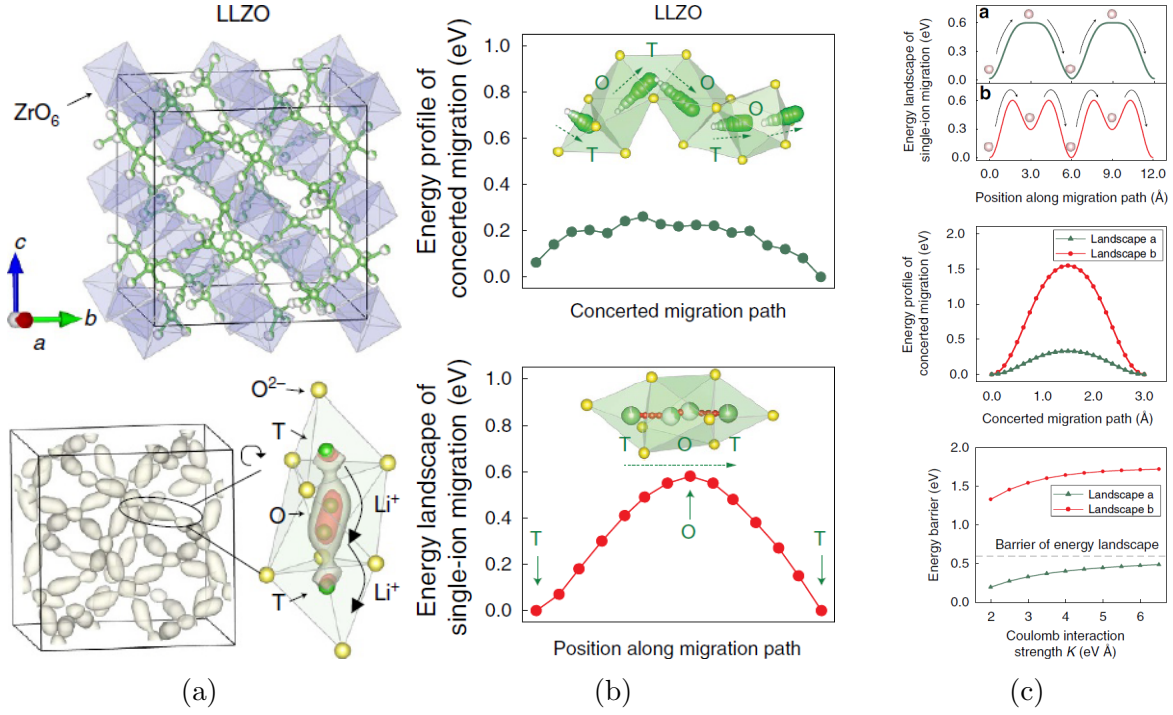 LLZO
ZrO6
c
b
a
O2−
T
Li+
O
Li+
T
(a)
LLZO
Energy profile of
concerted migration (eV)
1.0
0.8
0.6
0.4
0.2
0.0
T
O
O
T
T
Concerted migration path
Energy landscape of
single-ion migration (eV)
1.0
0.8
0.6
0.4
0.2
0.0
T O T
T
O
T
Position along migration path
(b)
Energy landscape of
single-ion migration (eV)
a
0.6
0.3
0.0
b
0.6
0.3
0.0
0.0 3.0 6.0 9.0 12.0
Position along migration path (Å)
Energy profile of
concerted migration (eV)
2.0
1.5
1.0
0.5
0.0
Landscape a
Landscape b
0.0 1.0 2.0 3.0
Concerted migration path (Å)
Energy barrier (eV)
2.0
1.5
1.0
0.5
0.0
Landscape a
Landscape b
Barrier of energy landscape
2 3 4 5 6
Coulomb interaction
strength K (eV Å)
(c)